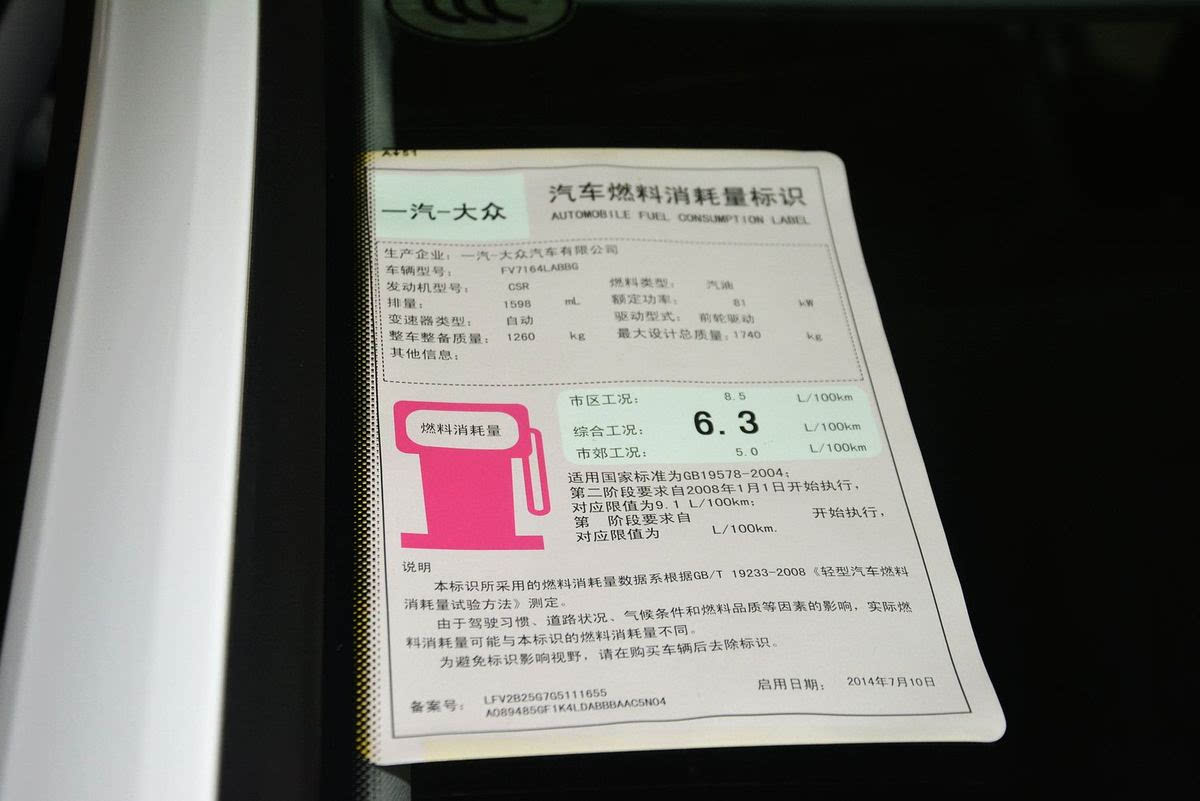 A451
一汽-大众
汽车燃料消耗量标识
AUTOMOBILE FUEL CONSUMPTION LABEL
生产企业：一汽-大众汽车有限公司
车辆型号： FV7164LABBG
发动机型号： CSR 燃料类型： 汽油
排量： 1598 mL 额定功率： 81 kW
变速器类型： 自动 驱动型式： 前轮驱动
整车整备质量： 1260 kg 最大设计总质量：1740 kg
其他信息：
燃料消耗量
市区工况： 8.5 L/100km
综合工况： 6.3 L/100km
市郊工况： 5.0 L/100km
适用国家标准为GB19578-2004；
第二阶段要求自2008年1月1日开始执行，
对应限值为9.1 L/100km；
第 阶段要求自 开始执行，
对应限值为 L/100km.
说明
本标识所采用的燃料消耗量数据系根据GB/T 19233-2008《轻型汽车燃料
消耗量试验方法》测定。
由于驾驶习惯、道路状况、气候条件和燃料品质等因素的影响，实际燃
料消耗量可能与本标识的燃料消耗量不同。
为避免标识影响视野，请在购买车辆后去除标识。
备案号： LFV2B25G7G5111655
A089485GF1K4LDABBBAAC5N04
启用日期： 2014年7月10日